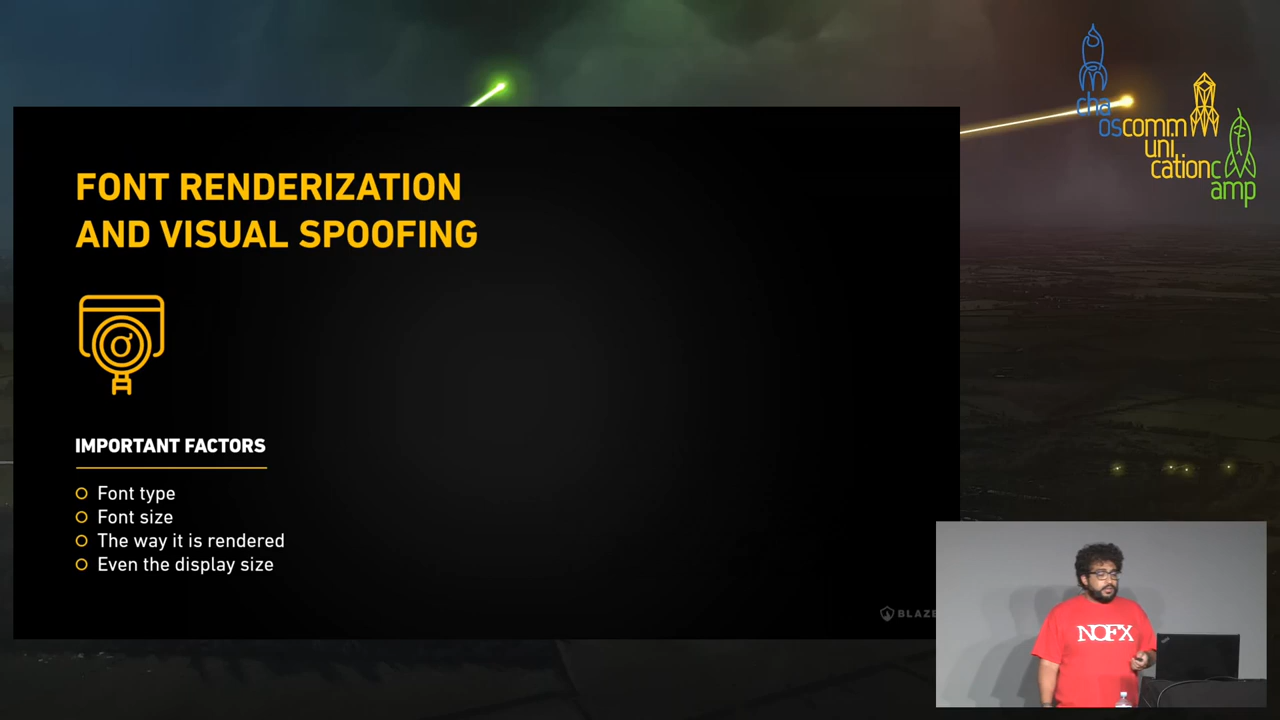 cha
oscomm
uni
cationc
amp
FONT RENDERIZATION
AND VISUAL SPOOFING
IMPORTANT FACTORS
Font type
Font size
The way it is rendered
Even the display size
BLAZE
NOFX